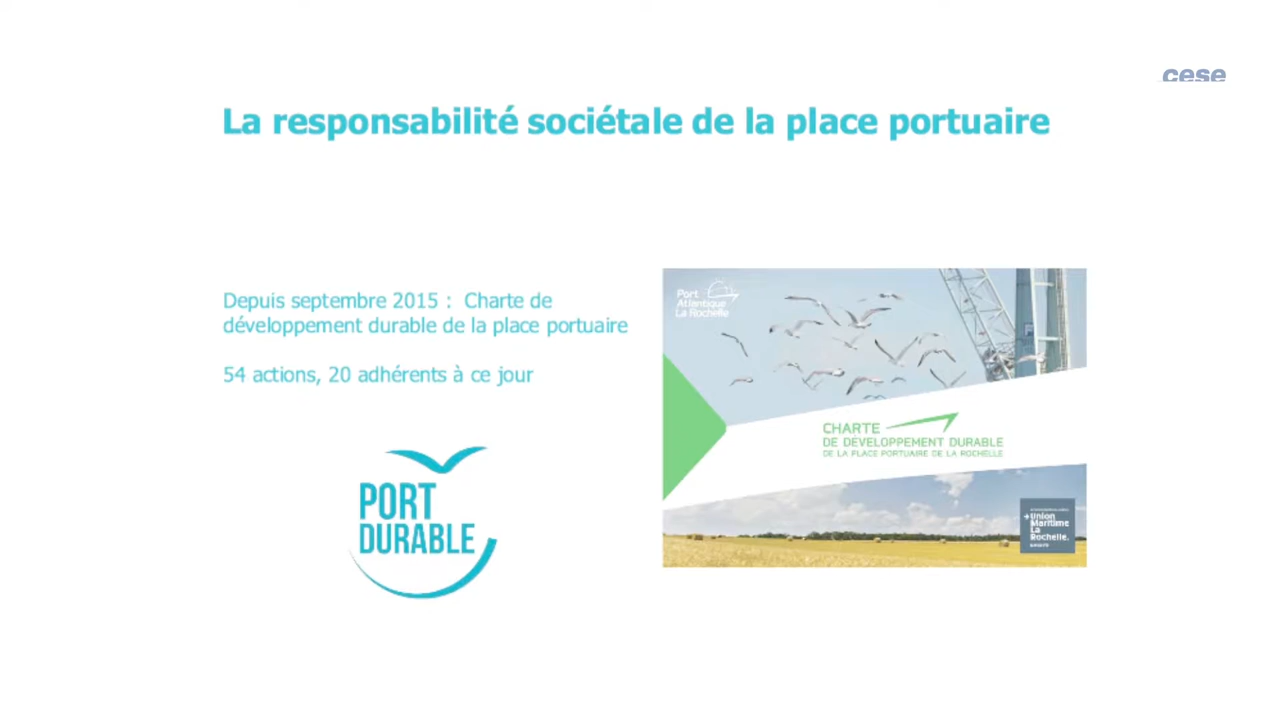 cese
La responsabilité sociétale de la place portuaire
Depuis septembre 2015 : Charte de
développement durable de la place portuaire
54 actions, 20 adhérents à ce jour
PORT
DURABLE
Port
Atlantique
La Rochelle
CHARTE
DE DÉVELOPPEMENT DURABLE
DE LA PLACE PORTUAIRE DE LA ROCHELLE
Union
Maritime
La
Rochelle.